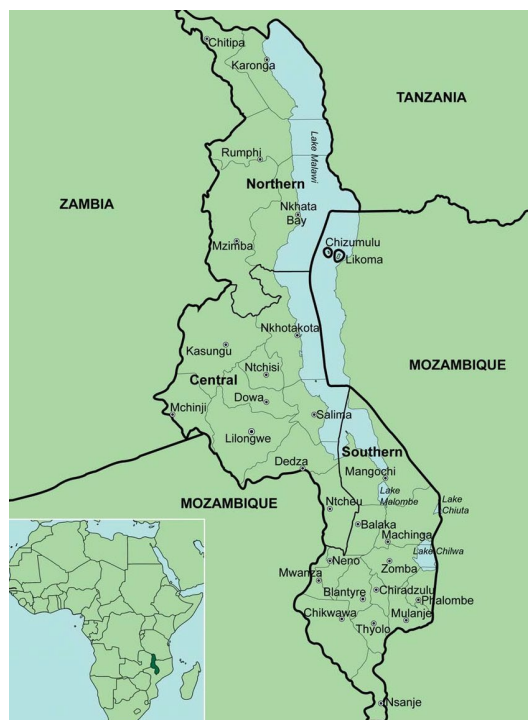 Chitipa
Karonga
TANZANIA
Lake Malawi
Rumphi
Northern
ZAMBIA
Nkhata
Bay
Mzimba
Chizumulu
Likoma
Nkhotakota
Kasungu
MOZAMBIQUE
Ntchisi
Central
Dowa
Mchinji
Salima
Lilongwe
Southern
Dedza
Mangochi
MOZAMBIQUE
Lake
Malombe
Lake
Chiuta
Ntcheu
Balaka
Machinga
Lake Chilwa
Neno
Zomba
Mwanza
Blantyre
Chiradzulu
Phalombe
Chikwawa
Mulanje
Thyolo
Nsanje